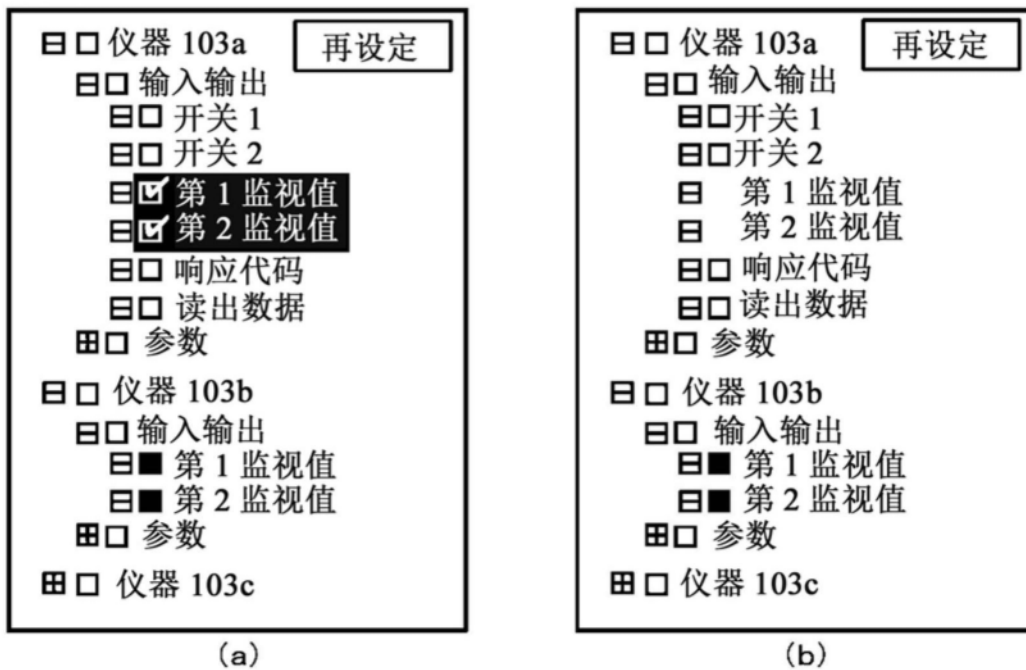 仪器 103a
再设定
输入输出
开关 1
开关 2
第 1 监视值
第 2 监视值
响应代码
读出数据
参数
仪器 103b
输入输出
第 1 监视值
第 2 监视值
参数
仪器 103c
(a)
仪器 103a
再设定
输入输出
开关 1
开关 2
第 1 监视值
第 2 监视值
响应代码
读出数据
参数
仪器 103b
输入输出
第 1 监视值
第 2 监视值
参数
仪器 103c
(b)